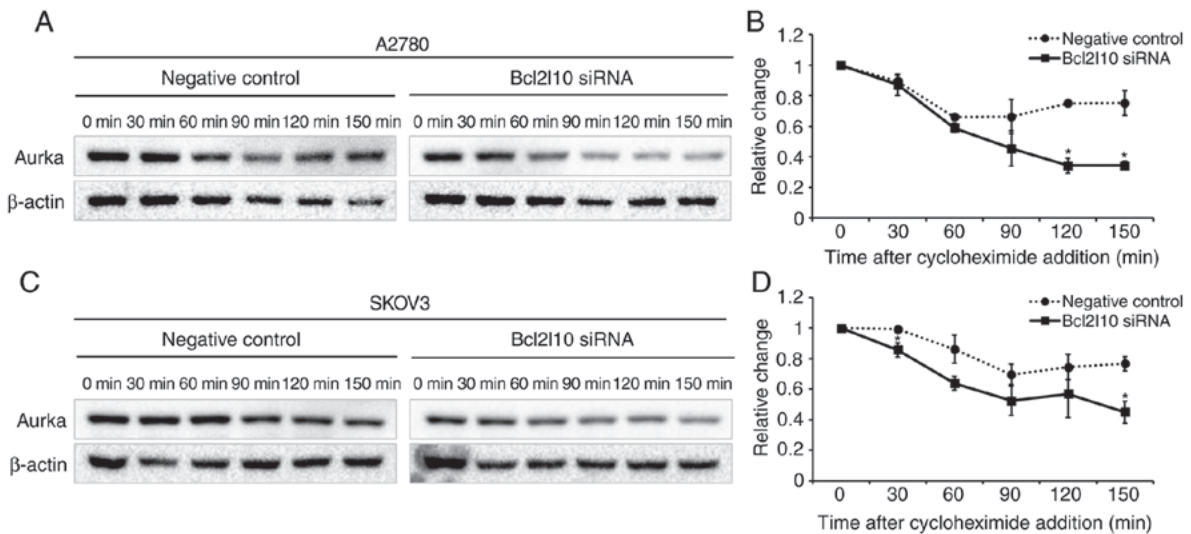 A
A2780
Negative control
Bcl2l10 siRNA
0 min 30 min 60 min 90 min 120 min 150 min
0 min 30 min 60 min 90 min 120 min 150 min
Aurka
β-actin
B
1.2
1
0.8
0.6
0.4
0.2
0
Relative change
Negative control
Bcl2l10 siRNA
*
*
0 30 60 90 120 150
Time after cycloheximide addition (min)
C
SKOV3
Negative control
Bcl2l10 siRNA
0 min 30 min 60 min 90 min 120 min 150 min
0 min 30 min 60 min 90 min 120 min 150 min
Aurka
β-actin
D
1.2
1
0.8
0.6
0.4
0.2
0
Relative change
Negative control
Bcl2l10 siRNA
*
*
0 30 60 90 120 150
Time after cycloheximide addition (min)